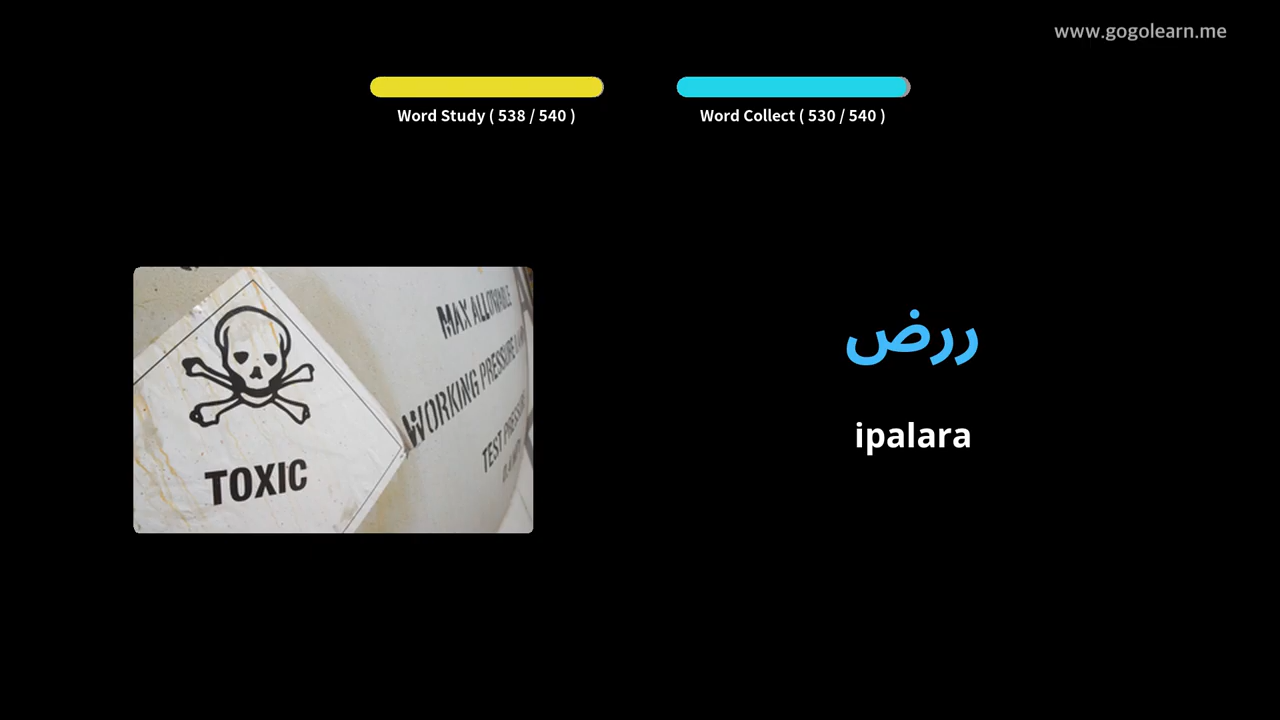 www.gogolearn.me
Word Study ( 538 / 540 )
Word Collect ( 530 / 540 )
MAX ALLOWABLE
WORKING PRESSURE
TEST PRESSURE
TOXIC
ررض
ipalara